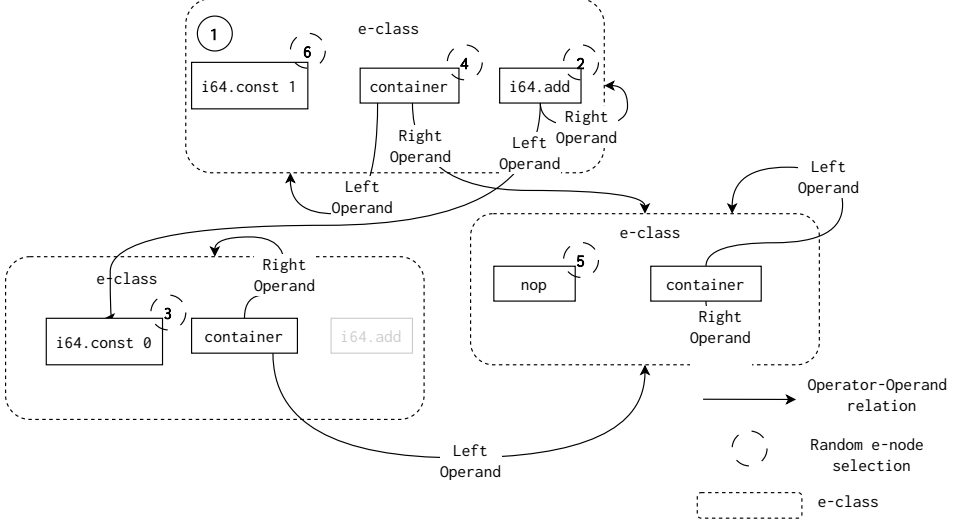 1
e-class
6
4
2
i64.const 1
container
i64.add
Right
Operand
Right
Operand
Left
Operand
Left
Operand
Left
Operand
e-class
5
nop
container
Right
Operand
e-class
Right
Operand
3
i64.const 0
container
i64.add
Left
Operand
Operator-Operand
relation
Random e-node
selection
e-class